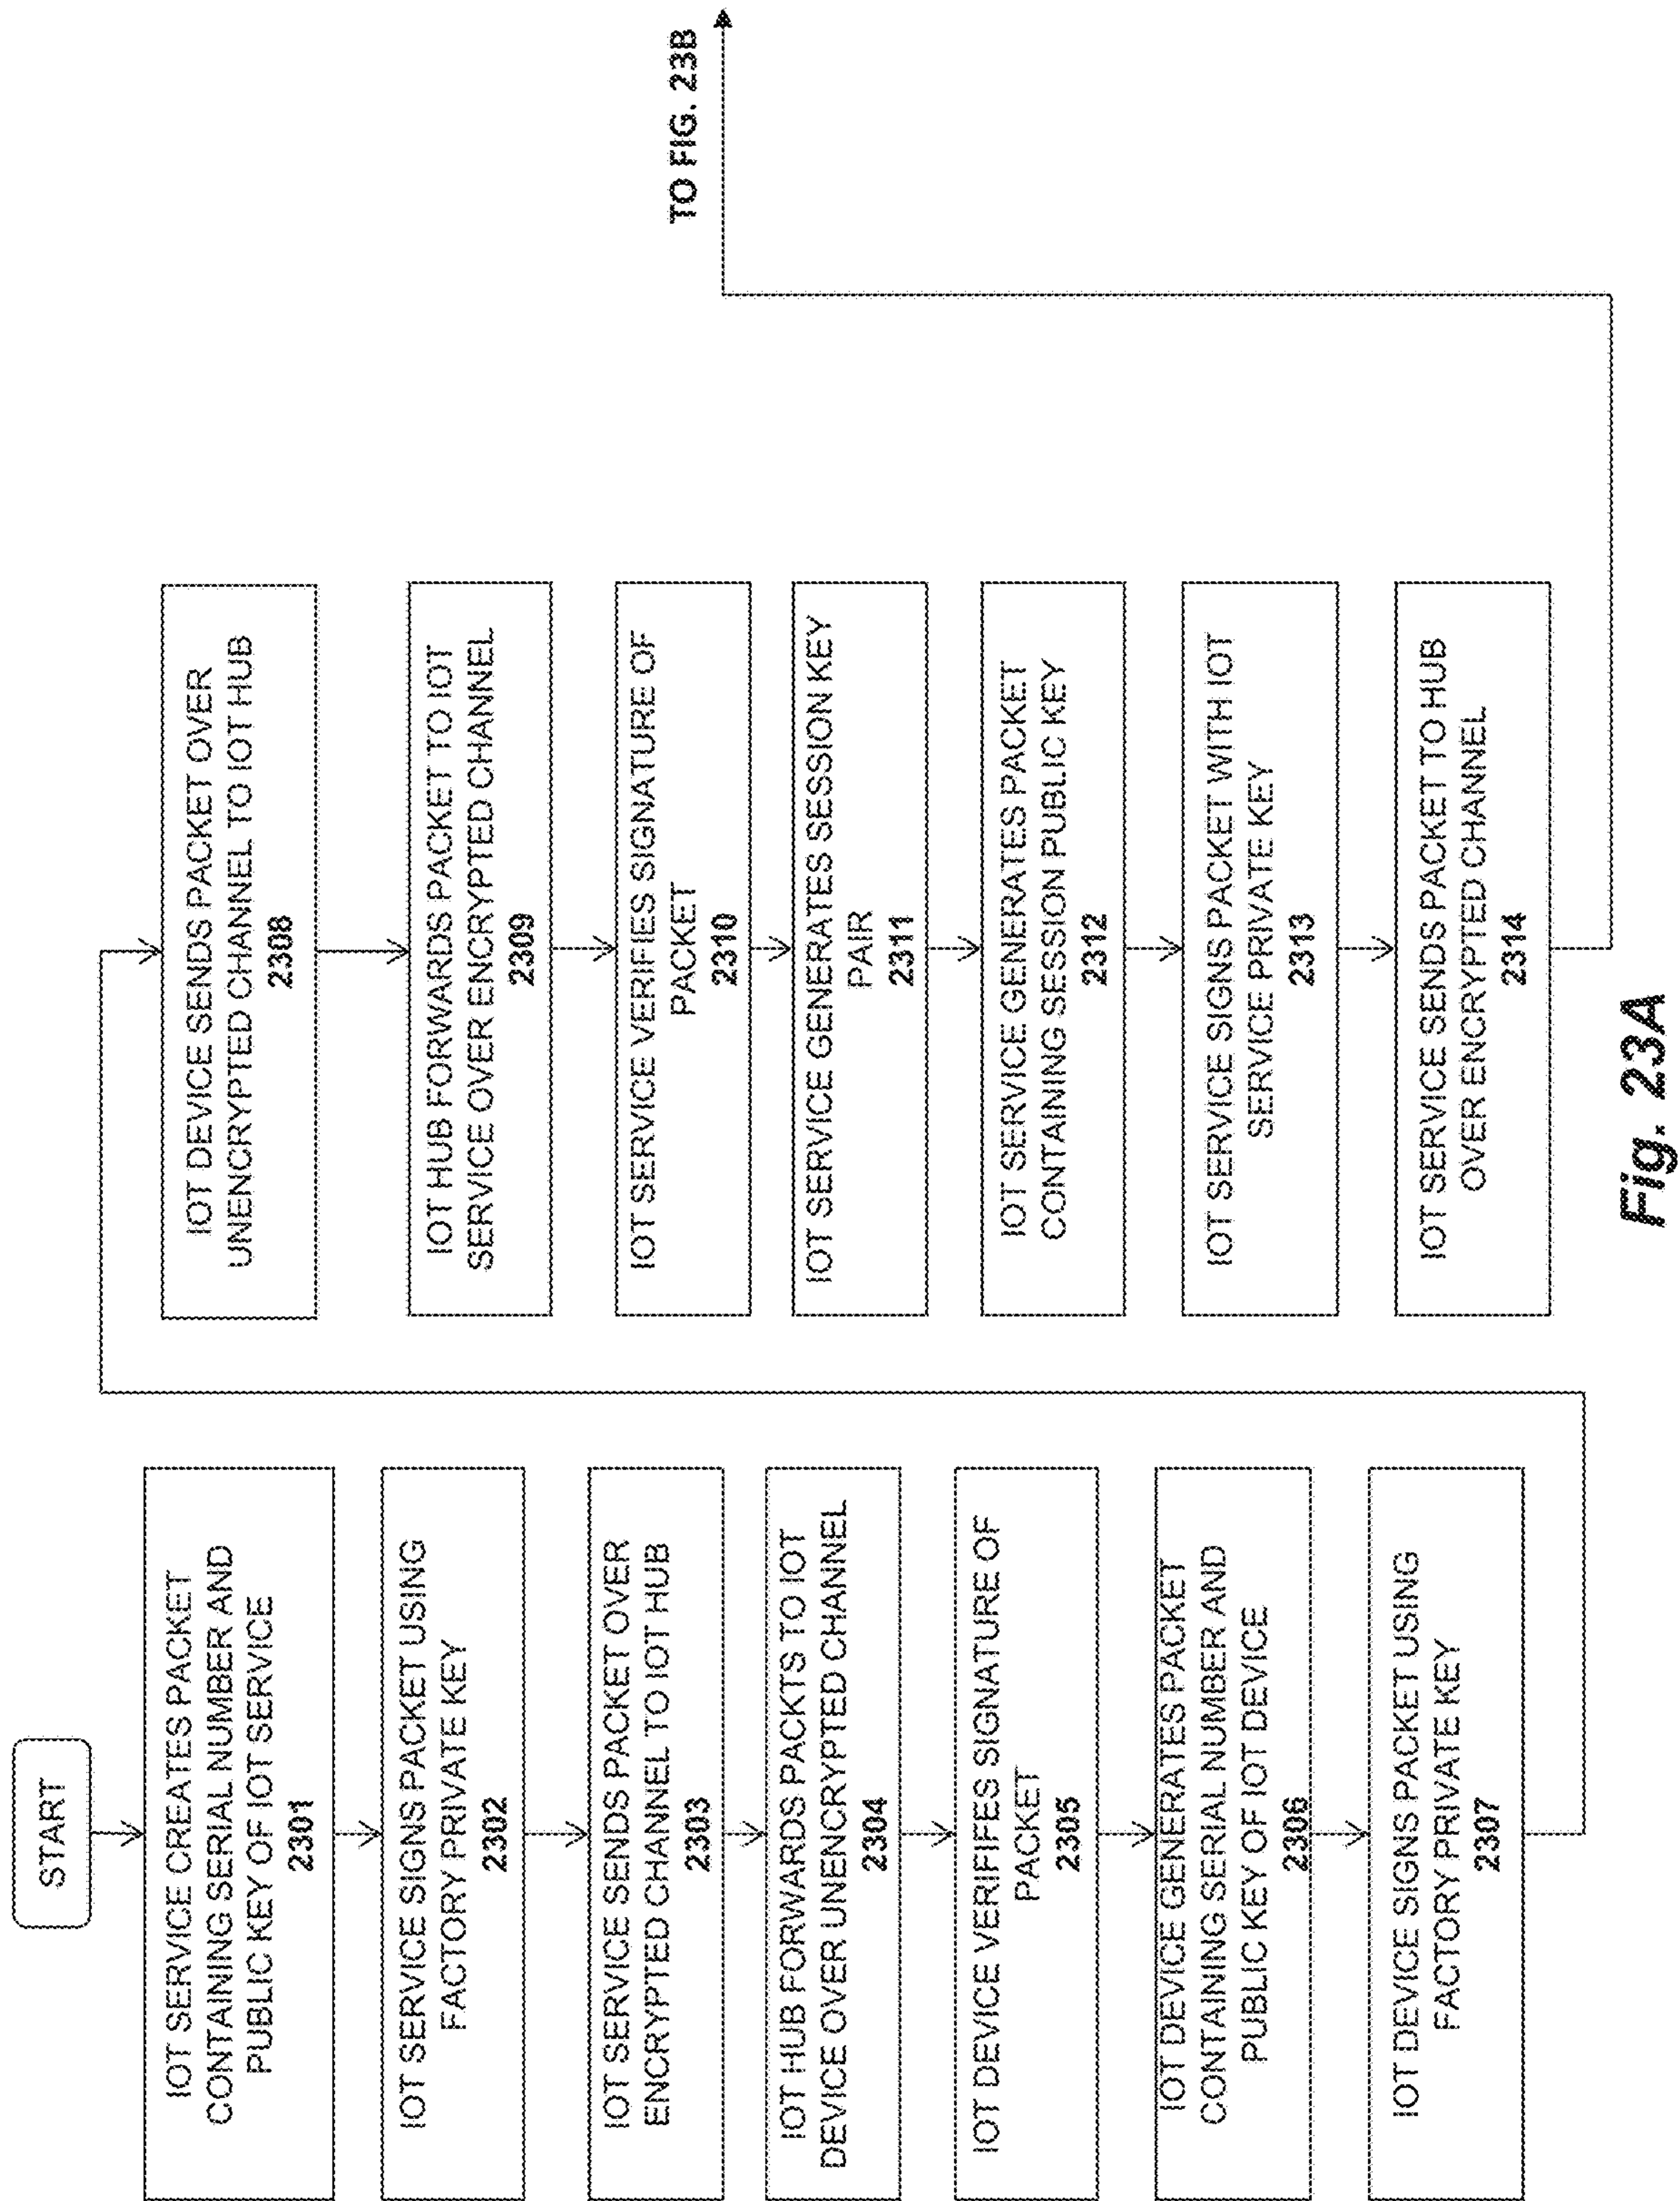 START
IOT SERVICE CREATES PACKET
CONTAINING SERIAL NUMBER AND
PUBLIC KEY OF IOT SERVICE
2301
IOT SERVICE SIGNS PACKET USING
FACTORY PRIVATE KEY
2302
IOT SERVICE SENDS PACKET OVER
ENCRYPTED CHANNEL TO IOT HUB
2303
IOT HUB FORWARDS PACKTS TO IOT
DEVICE OVER UNENCRYPTED CHANNEL
2304
IOT DEVICE VERIFIFES SIGNATURE OF
PACKET
2305
IOT DEVICE GENERATES PACKET
CONTAINING SERIAL NUMBER AND
PUBLIC KEY OF IOT DEVICE
2306
IOT DEVICE SIGNS PACKET USING
FACTORY PRIVATE KEY
2307
IOT DEVICE SENDS PACKET OVER
UNENCRYPTED CHANNEL TO IOT HUB
2308
IOT HUB FORWARDS PACKET TO IOT
SERVICE OVER ENCRYPTED CHANNEL
2309
IOT SERVICE VERIFIES SIGNATURE OF
PACKET
2310
IOT SERVICE GENERATES SESSION KEY
PAIR
2311
IOT SERVICE GENERATES PACKET
CONTAINING SESSION PUBLIC KEY
2312
IOT SERVICE SIGNS PACKET WITH IOT
SERVICE PRIVATE KEY
2313
IOT SERVICE SENDS PACKET TO HUB
OVER ENCRYPTED CHANNEL
2314
TO FIG. 23B
Fig. 23A